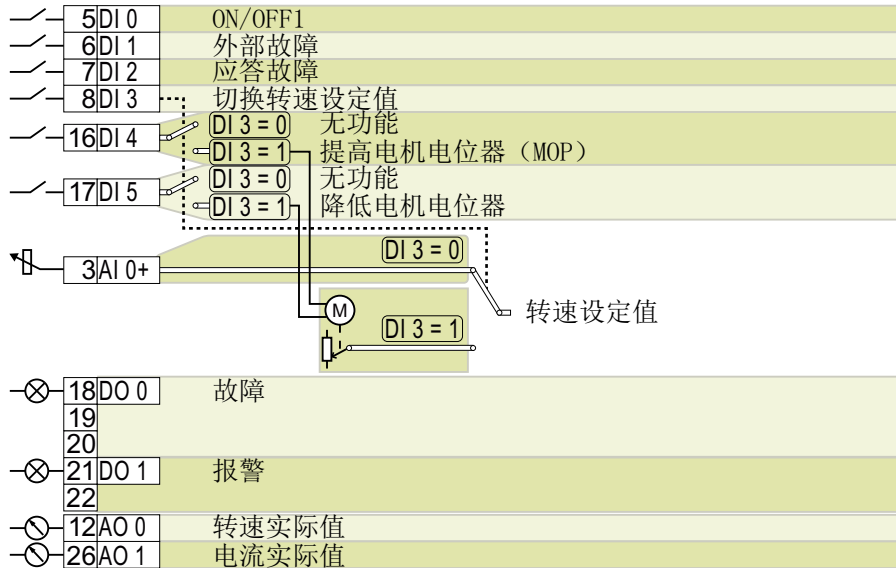 5 DI 0 ON/OFF1
6 DI 1 外部故障
7 DI 2 应答故障
8 DI 3 切换转速设定值
16 DI 4 DI 3 = 0 无功能
DI 3 = 1 提高电机电位器（MOP）
17 DI 5 DI 3 = 0 无功能
DI 3 = 1 降低电机电位器
DI 3 = 0
3 AI 0+
M 转速设定值
DI 3 = 1
18 DO 0 故障
19
20
21 DO 1 报警
22
12 AO 0 转速实际值
26 AO 1 电流实际值